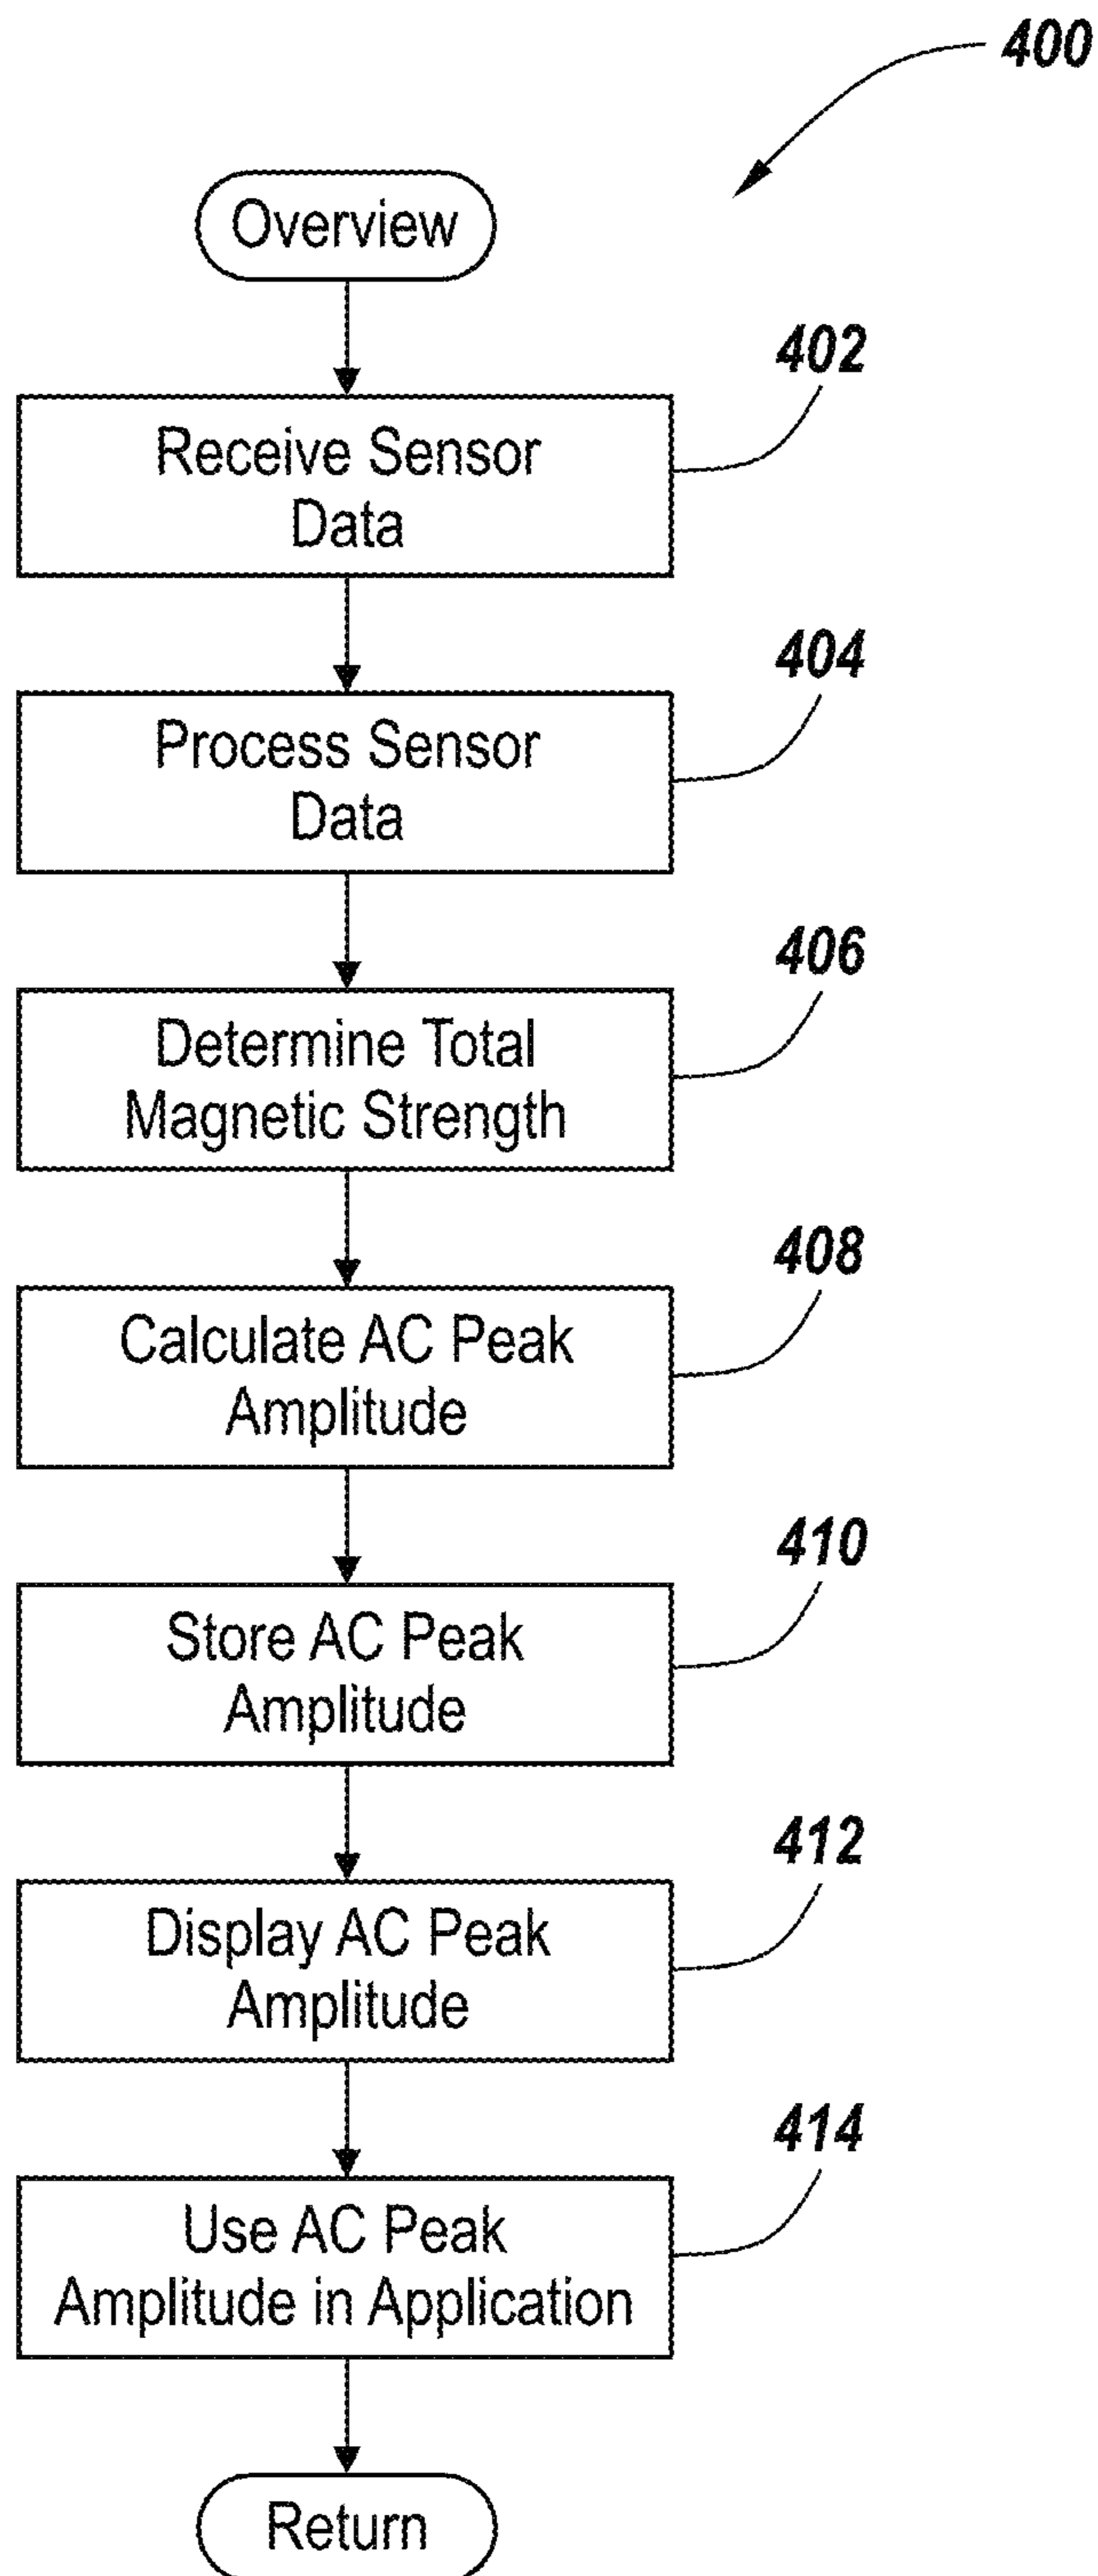 400
Overview
402
Receive Sensor
Data
404
Process Sensor
Data
406
Determine Total
Magnetic Strength
408
Calculate AC Peak
Amplitude
410
Store AC Peak
Amplitude
412
Display AC Peak
Amplitude
414
Use AC Peak
Amplitude in Application
Return